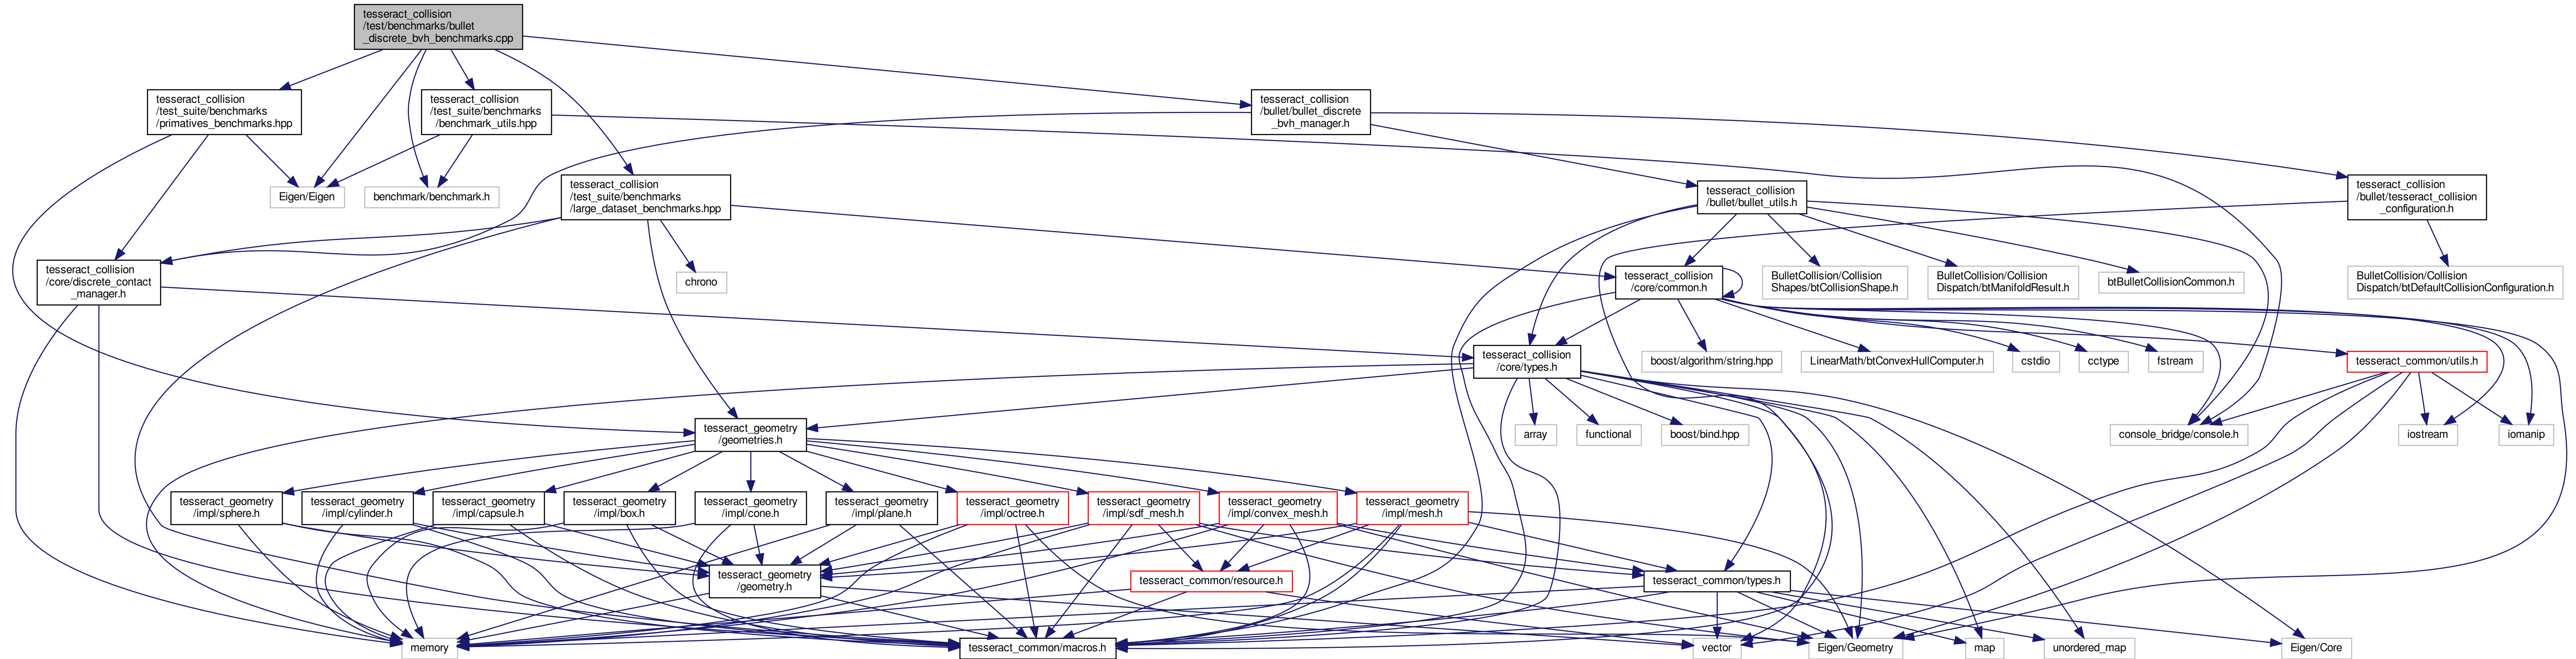 tesseract_collision
/test/benchmarks/bullet
_discrete_bvh_benchmarks.cpp
tesseract_collision
/test_suite/benchmarks
/primatives_benchmarks.hpp
tesseract_collision
/test_suite/benchmarks
/benchmark_utils.hpp
tesseract_collision
/bullet/bullet_discrete
_bvh_manager.h
Eigen/Eigen
benchmark/benchmark.h
tesseract_collision
/test_suite/benchmarks
/large_dataset_benchmarks.hpp
tesseract_collision
/bullet/bullet_utils.h
tesseract_collision
/bullet/tesseract_collision
_configuration.h
tesseract_collision
/core/discrete_contact
_manager.h
chrono
tesseract_collision
/core/common.h
BulletCollision/Collision
Shapes/btCollisionShape.h
BulletCollision/Collision
Dispatch/btManifoldResult.h
btBulletCollisionCommon.h
BulletCollision/Collision
Dispatch/btDefaultCollisionConfiguration.h
tesseract_collision
/core/types.h
boost/algorithm/string.hpp
LinearMath/btConvexHullComputer.h
cstdio
cctype
fstream
tesseract_common/utils.h
tesseract_geometry
/geometries.h
array
functional
boost/bind.hpp
console_bridge/console.h
iostream
iomanip
tesseract_geometry
/impl/sphere.h
tesseract_geometry
/impl/cylinder.h
tesseract_geometry
/impl/capsule.h
tesseract_geometry
/impl/box.h
tesseract_geometry
/impl/cone.h
tesseract_geometry
/impl/plane.h
tesseract_geometry
/impl/octree.h
tesseract_geometry
/impl/sdf_mesh.h
tesseract_geometry
/impl/convex_mesh.h
tesseract_geometry
/impl/mesh.h
tesseract_geometry
/geometry.h
tesseract_common/resource.h
tesseract_common/types.h
memory
tesseract_common/macros.h
vector
Eigen/Geometry
map
unordered_map
Eigen/Core